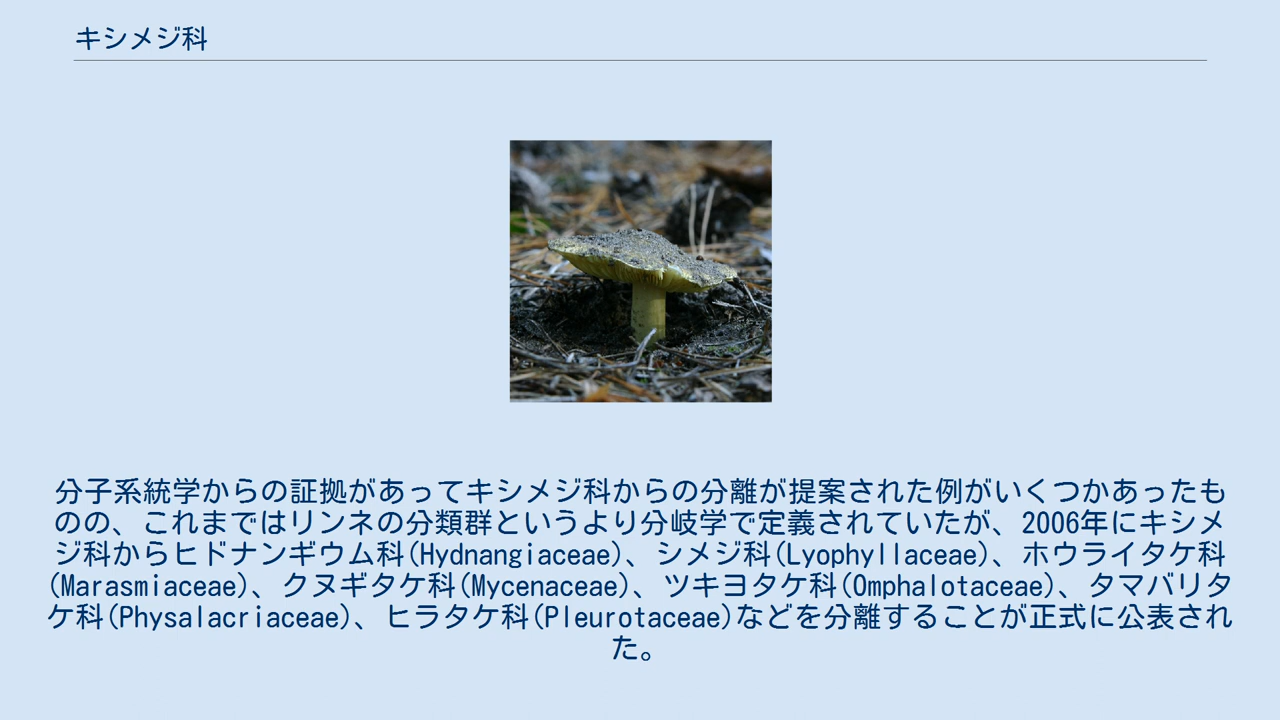 キシメジ科
分子系統学からの証拠があってキシメジ科からの分離が提案された例がいくつかあったも
のの、これまではリンネの分類群というより分岐学で定義されていたが、2006年にキシメ
ジ科からヒドナンギウム科(Hydnangiaceae)、シメジ科(Lyophyllaceae)、ホウライタケ科
(Marasmiaceae)、クヌギタケ科(Mycenaceae)、ツキヨタケ科(Omphalotaceae)、タマバリタ
ケ科(Physalacriaceae)、ヒラタケ科(Pleurotaceae)などを分離することが正式に公表され
た。